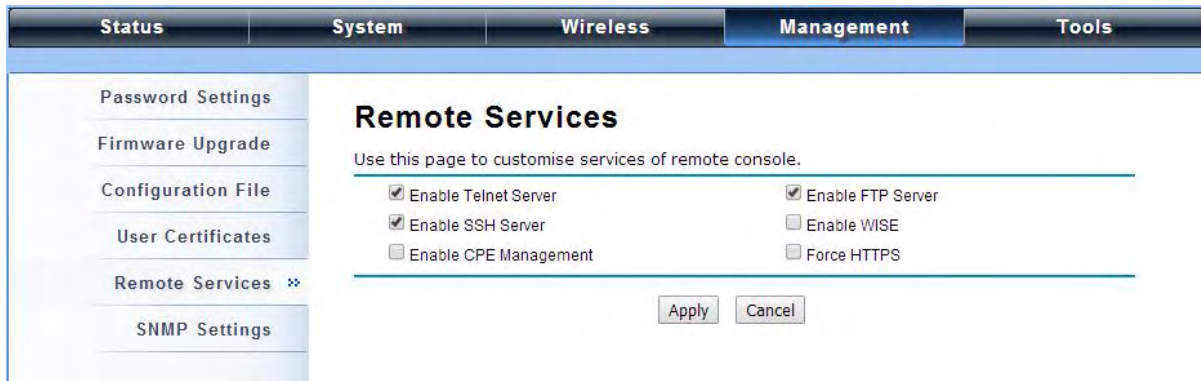 Status System Wireless Management Tools
Password Settings
Firmware Upgrade
Configuration File
User Certificates
Remote Services »
SNMP Settings
Remote Services
Use this page to customise services of remote console.
Enable Telnet Server Enable FTP Server
Enable SSH Server Enable WISE
Enable CPE Management Force HTTPS
Apply Cancel